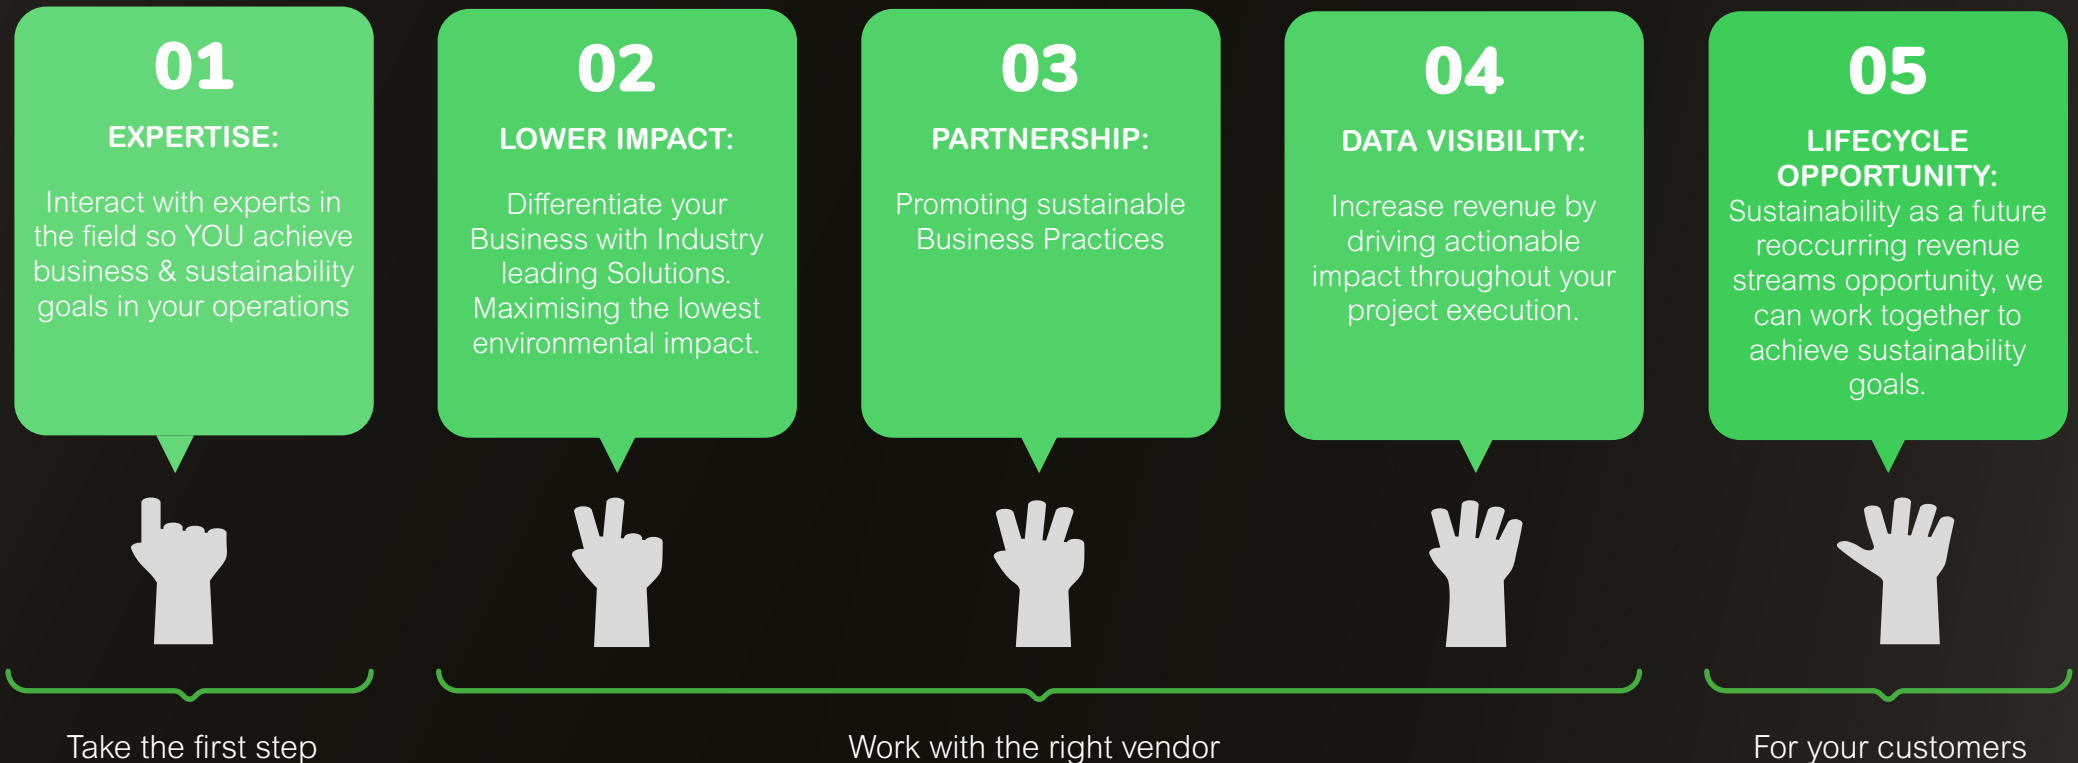 01
EXPERTISE:
Interact with experts in
the field so YOU achieve
business & sustainability
goals in your operations
02
LOWER IMPACT:
Differentiate your
Business with Industry
leading Solutions.
Maximising the lowest
environmental impact.
03
PARTNERSHIP:
Promoting sustainable
Business Practices
04
DATA VISIBILITY:
Increase revenue by
driving actionable
impact throughout your
project execution.
05
LIFECYCLE
OPPORTUNITY:
Sustainability as a future
reoccurring revenue
streams opportunity, we
can work together to
achieve sustainability
goals.
Take the first step
Work with the right vendor
For your customers